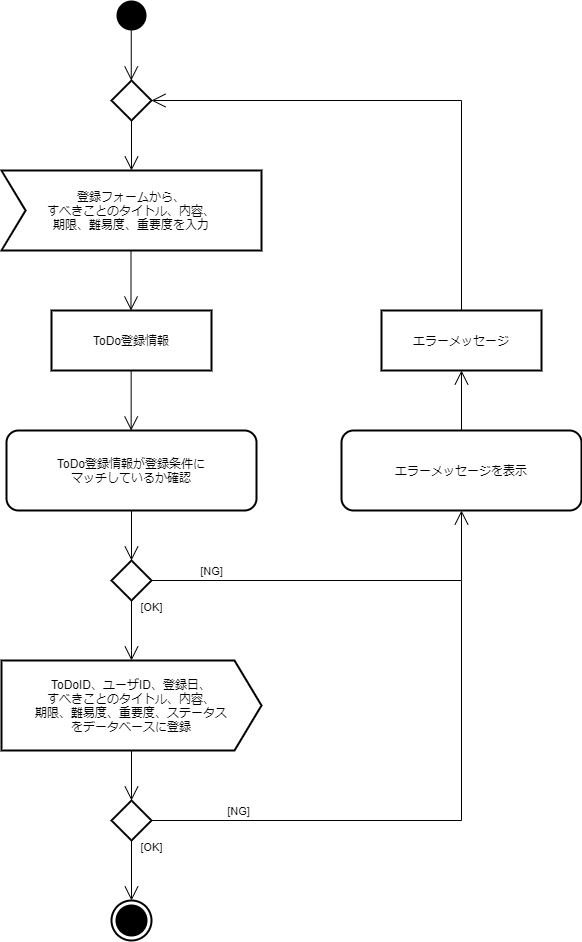 登録フォームから、
すべきことのタイトル、内容、
期限、難易度、重要度を入力
ToDo登録情報
エラーメッセージ
ToDo登録情報が登録条件に
マッチしているか確認
エラーメッセージを表示
[NG]
[OK]
ToDoID、ユーザID、登録日、
すべきことのタイトル、内容、
期限、難易度、重要度、ステータス
をデータベースに登録
[NG]
[OK]